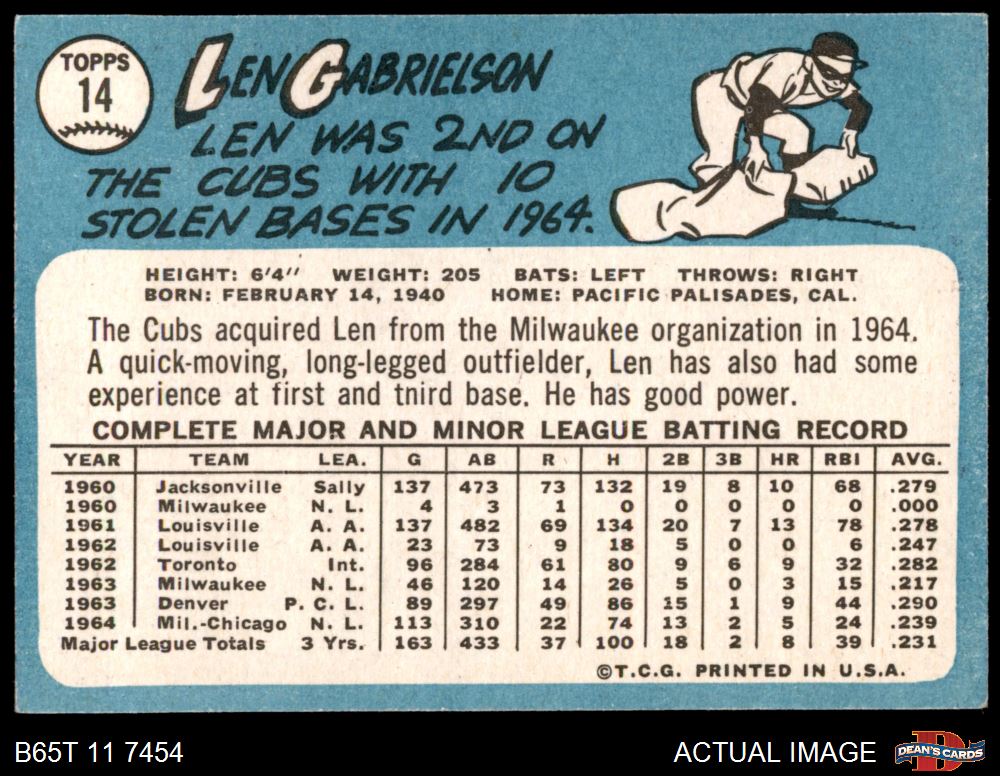 TOPPS
14
LEN GABRIELSON
LEN WAS 2ND ON
THE CUBS WITH 10
STOLEN BASES IN 1964.
HEIGHT: 6'4" WEIGHT: 205 BATS: LEFT THROWS: RIGHT
BORN: FEBRUARY 14, 1940 HOME: PACIFIC PALISADES, CAL.
The Cubs acquired Len from the Milwaukee organization in 1964.
A quick-moving, long-legged outfielder, Len has also had some
experience at first and tnird base. He has good power.
COMPLETE MAJOR AND MINOR LEAGUE BATTING RECORD
YEAR TEAM LEA. G AB R H 2B 3B HR RBI AVG.
1960 Jacksonville Sally 137 473 73 132 19 8 10 68 .279
1960 Milwaukee N. L. 4 3 1 0 0 0 0 0 .000
1961 Louisville A. A. 137 482 69 134 20 7 13 78 .278
1962 Louisville A. A. 23 73 9 18 5 0 0 6 .247
1962 Toronto Int. 96 284 61 80 9 6 9 32 .282
1963 Milwaukee N. L. 46 120 14 26 5 0 3 15 .217
1963 Denver P. C. L. 89 297 49 86 15 1 9 44 .290
1964 Mil.-Chicago N. L. 113 310 22 74 13 2 5 24 .239
Major League Totals 3 Yrs. 163 433 37 100 18 2 8 39 .231
©T.C.G. PRINTED IN U.S.A.
B65T 11 7454 ACTUAL IMAGE
DEAN'S CARDS